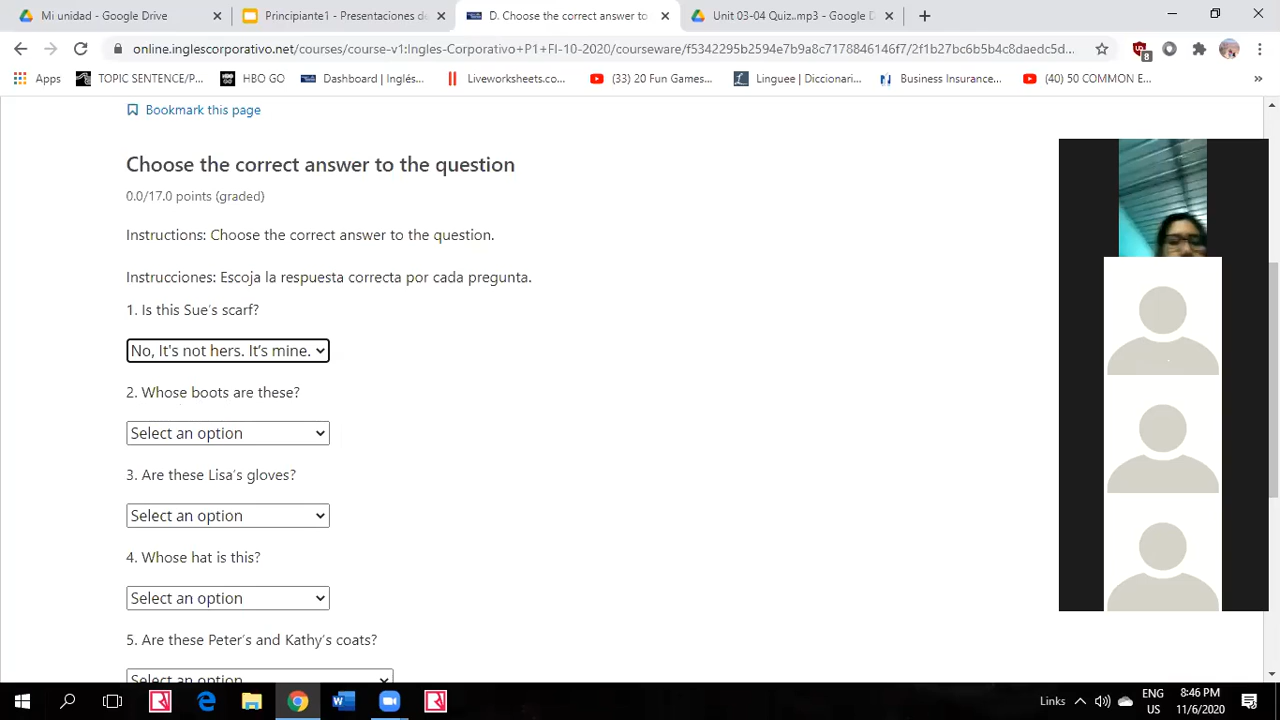 Mi unidad - Google Drive
Principiante1 - Presentaciones de
D. Choose the correct answer to
Unit 03-04 Quiz..mp3 - Google D
online.inglescorporativo.net/courses/course-v1:Ingles-Corporativo+P1+FI-10-2020/courseware/f5342295b2594e7b9a8c7178846146f7/2f1b27bc6b5b4c8daedc5d...
8
Apps
TOPIC SENTENCE/P...
HBO GO
Dashboard | Inglés...
Liveworksheets.co...
(33) 20 Fun Games...
Linguee | Diccionari...
Business Insurance...
(40) 50 COMMON E...
»
Bookmark this page
Choose the correct answer to the question
0.0/17.0 points (graded)
Instructions: Choose the correct answer to the question.
Instrucciones: Escoja la respuesta correcta por cada pregunta.
1. Is this Sue's scarf?
No, It's not hers. It's mine.
2. Whose boots are these?
Select an option
3. Are these Lisa's gloves?
Select an option
4. Whose hat is this?
Select an option
5. Are these Peter's and Kathy's coats?
Select an option
Links
ENG
US
8:46 PM
11/6/2020